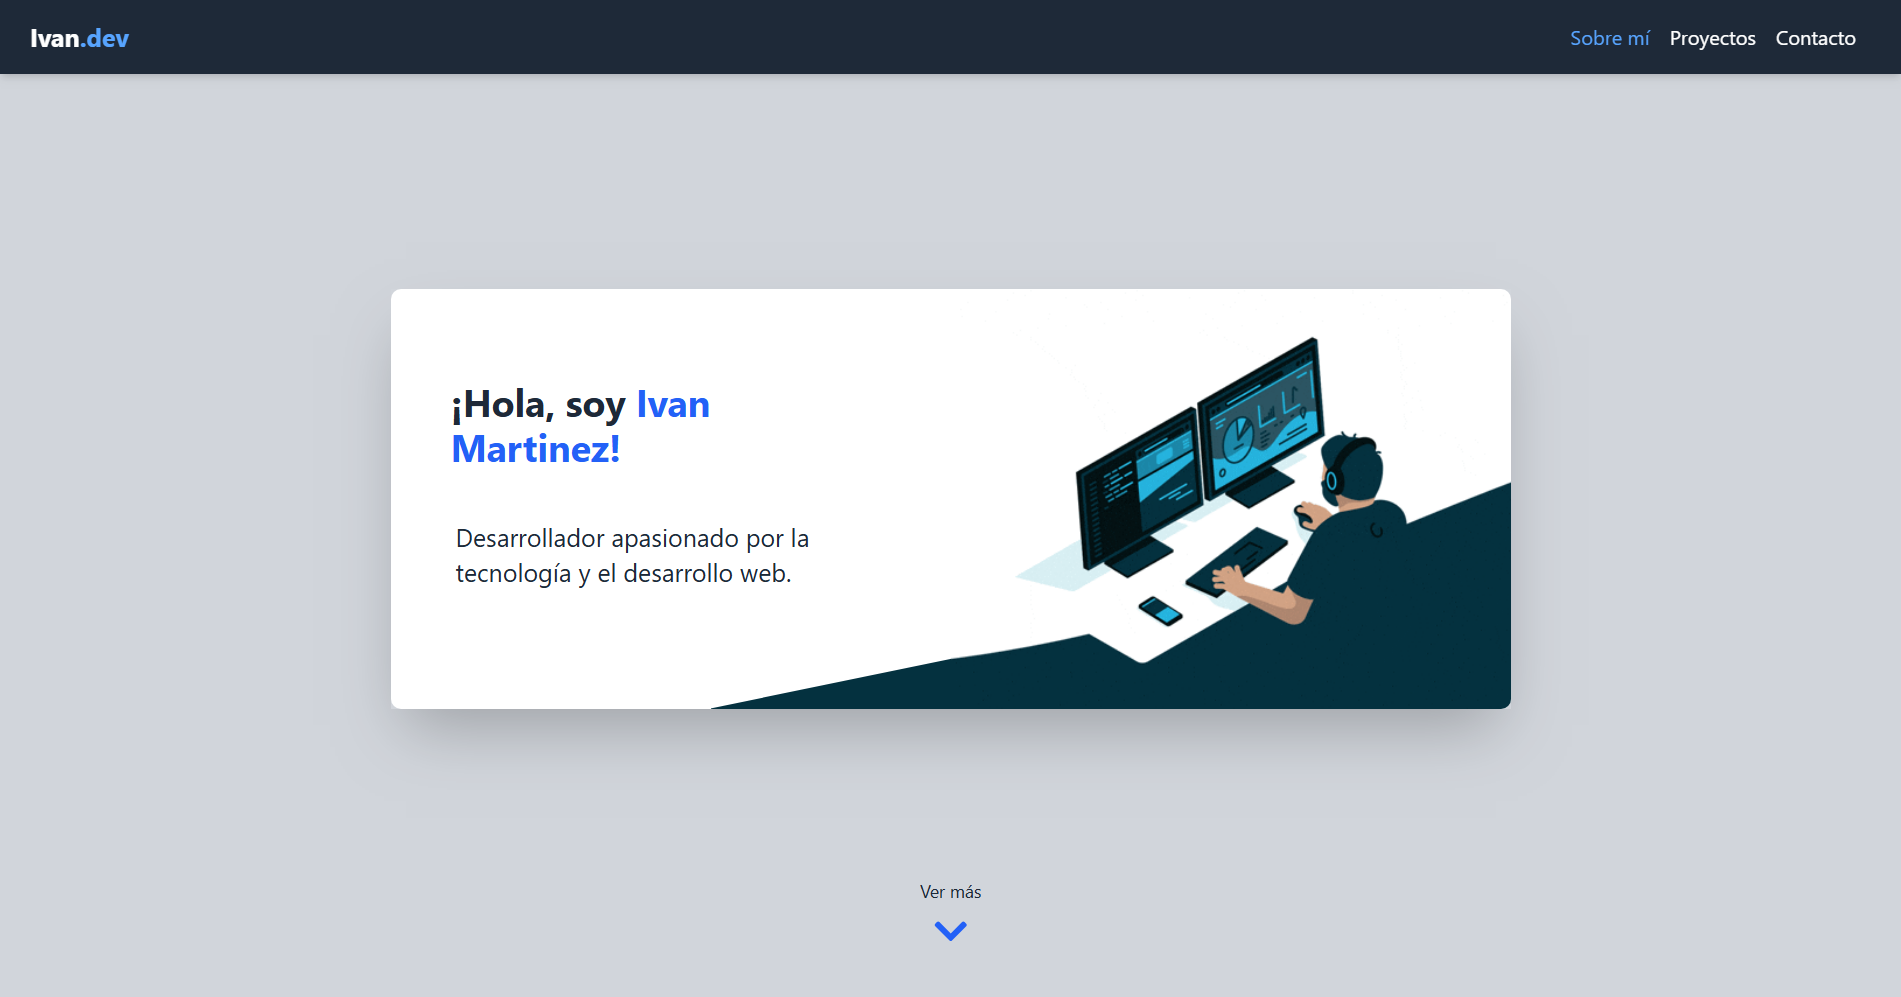 Ivan.dev
Sobre mí Proyectos Contacto
¡Hola, soy Ivan
Martinez!
Desarrollador apasionado por la
tecnología y el desarrollo web.
Ver más